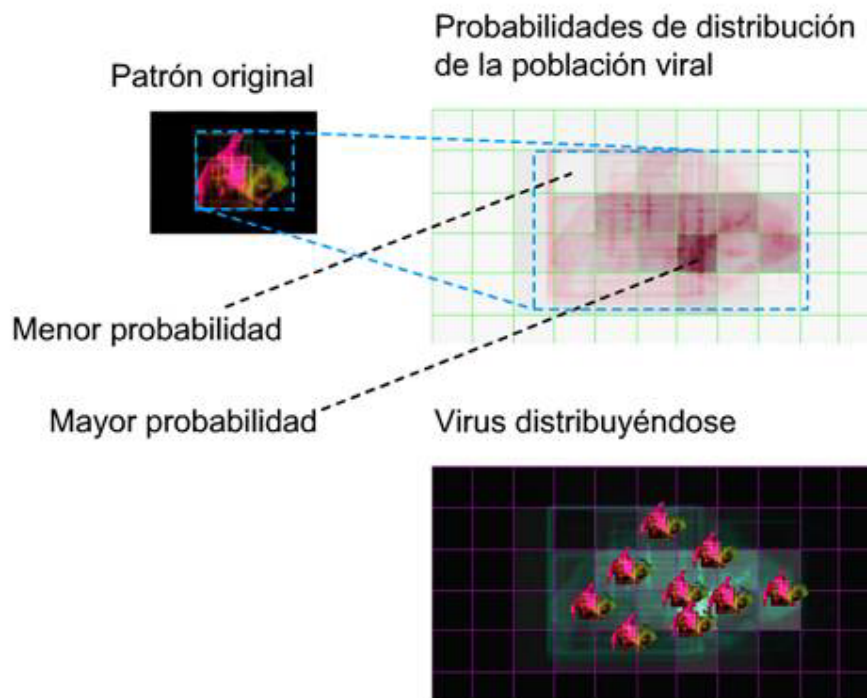 Probabilidades de distribución
de la población viral
Patrón original
Menor probabilidad
Mayor probabilidad
Virus distribuyéndose